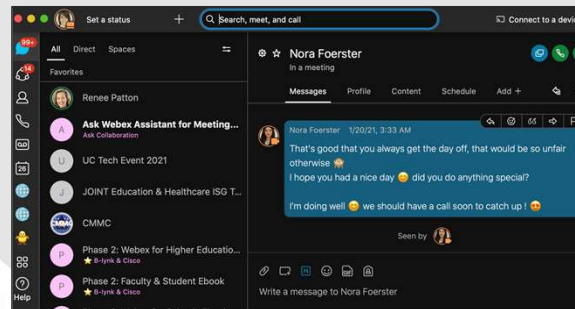 Set a status
Search, meet, and call
Connect to a devi
99+
All
Direct
Spaces
Favorites
14
Renee Patton
A
Ask Webex Assistant for Meeting...
Ask Collaboration
U
UC Tech Event 2021
26
J
JOINT Education & Healthcare ISG T...
CMMC
P
Phase 2: Webex for Higher Educatio...
B-lynk & Cisco
P
Phase 2: Faculty & Student Ebook
B-lynk & Cisco
Help
Nora Foerster
In a meeting
Messages
Profile
Content
Schedule
Add +
Nora Foerster 1/20/21, 3:33 AM
That's good that you always get the day off, that would be so unfair
otherwise 🙈
I hope you had a nice day 😊 did you do anything special?
I'm doing well 😊 we should have a call soon to catch up ! 😍
Seen by
GIF
Write a message to Nora Foerster